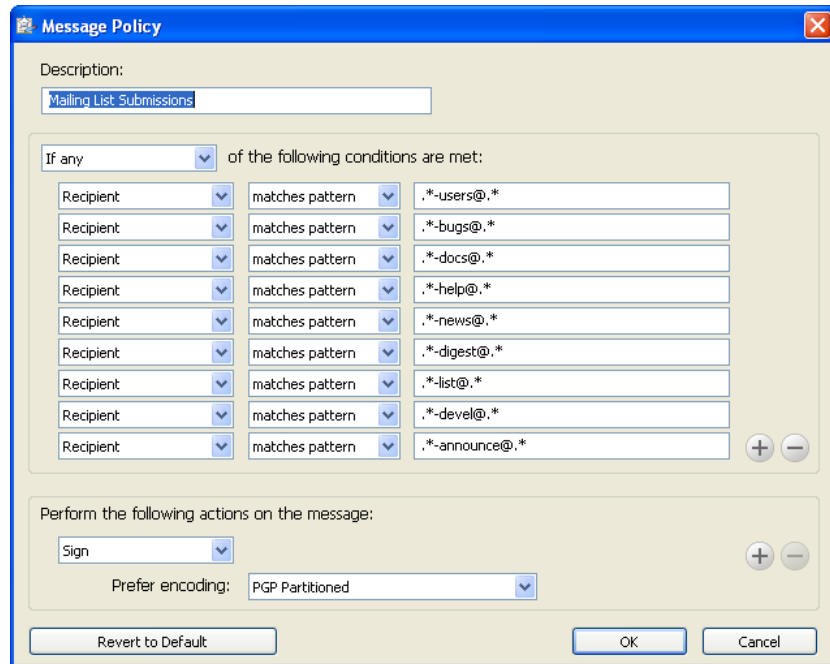 Message Policy
Description:
Mailing List Submissions
If any of the following conditions are met:
Recipient matches pattern .*-users@.*
Recipient matches pattern .*-bugs@.*
Recipient matches pattern .*-docs@.*
Recipient matches pattern .*-help@.*
Recipient matches pattern .*-news@.*
Recipient matches pattern .*-digest@.*
Recipient matches pattern .*-list@.*
Recipient matches pattern .*-devel@.*
Recipient matches pattern .*-announce@.*
Perform the following actions on the message:
Sign
Prefer encoding: PGP Partitioned
Revert to Default OK Cancel